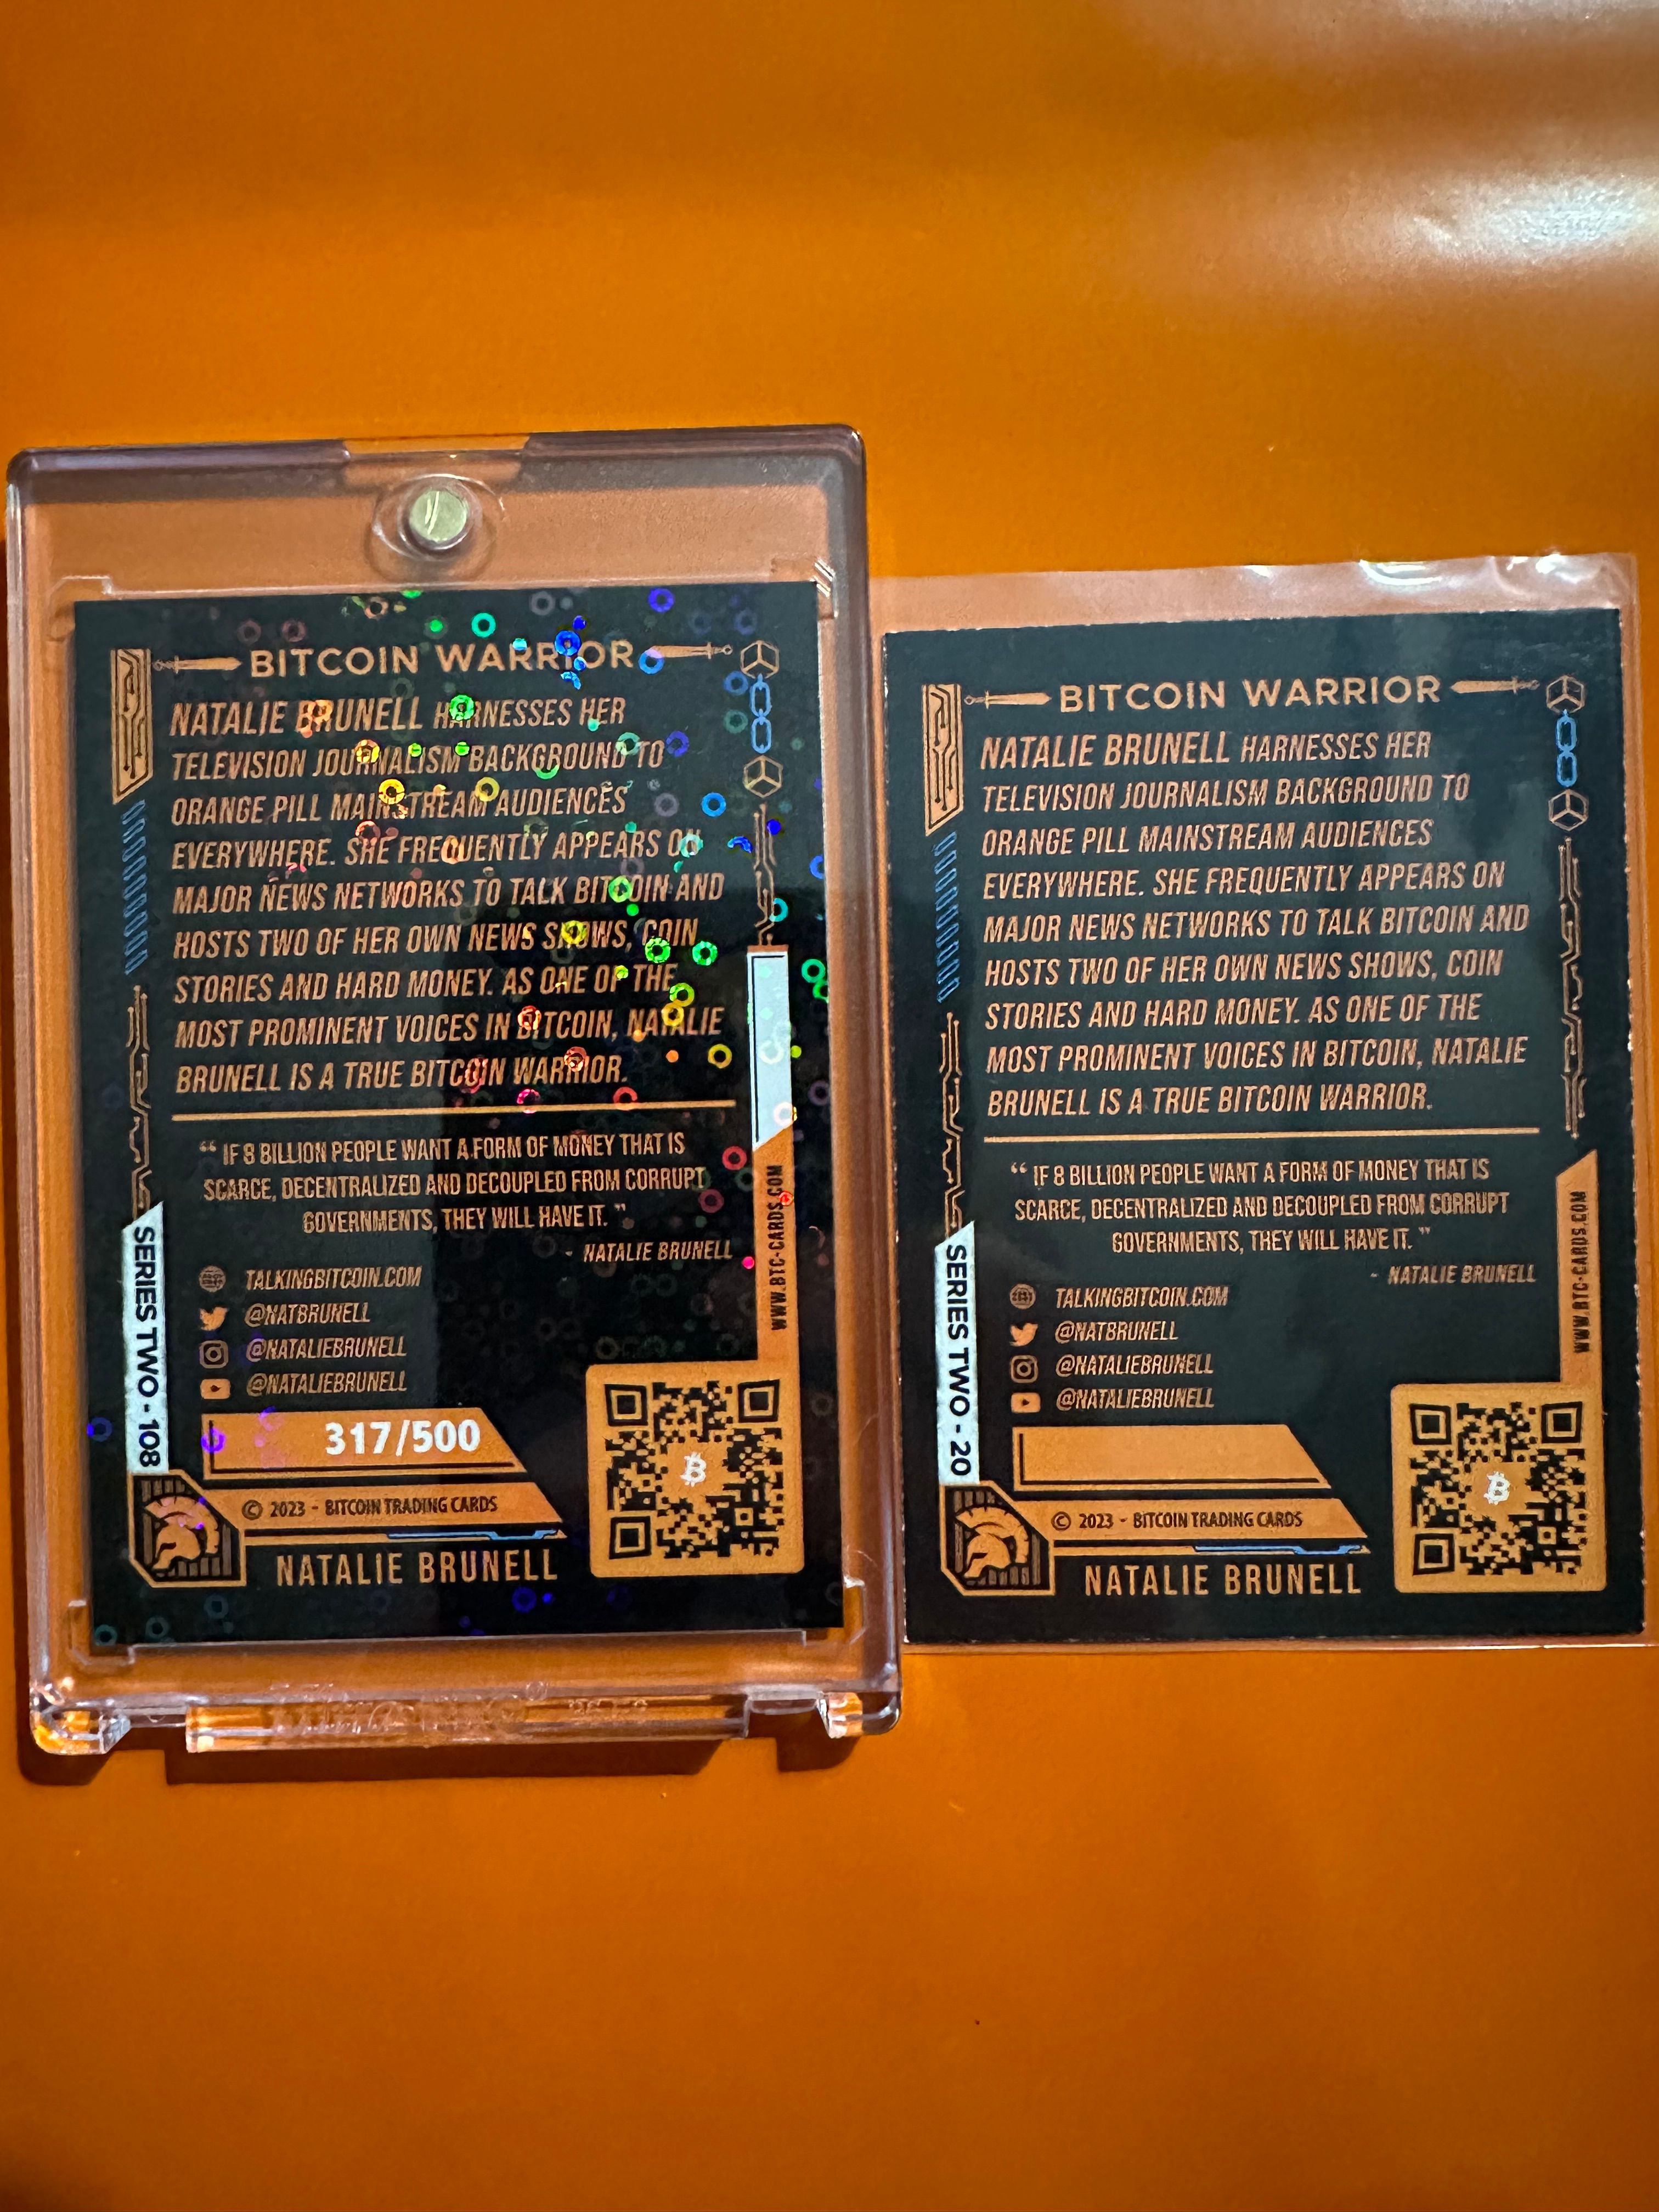 BITCOIN WARRIOR
NATALIE BRUNELL HARNESSES HER
TELEVISION JOURNALISM BACKGROUND TO
ORANGE PILL MAINSTREAM AUDIENCES
EVERYWHERE. SHE FREQUENTLY APPEARS ON
MAJOR NEWS NETWORKS TO TALK BITCOIN AND
HOSTS TWO OF HER OWN NEWS SHOWS, COIN
STORIES AND HARD MONEY. AS ONE OF THE
MOST PROMINENT VOICES IN BITCOIN, NATALIE
BRUNELL IS A TRUE BITCOIN WARRIOR.
“ IF 8 BILLION PEOPLE WANT A FORM OF MONEY THAT IS
SCARCE, DECENTRALIZED AND DECOUPLED FROM CORRUPT
GOVERNMENTS, THEY WILL HAVE IT. ”
- NATALIE BRUNELL
TALKINGBITCOIN.COM
@NATBRUNELL
@NATALIEBRUNELL
@NATALIEBRUNELL
SERIES TWO - 108
WWW.BTC-CARDS.COM
317/500
© 2023 - BITCOIN TRADING CARDS
NATALIE BRUNELL
BITCOIN WARRIOR
NATALIE BRUNELL HARNESSES HER
TELEVISION JOURNALISM BACKGROUND TO
ORANGE PILL MAINSTREAM AUDIENCES
EVERYWHERE. SHE FREQUENTLY APPEARS ON
MAJOR NEWS NETWORKS TO TALK BITCOIN AND
HOSTS TWO OF HER OWN NEWS SHOWS, COIN
STORIES AND HARD MONEY. AS ONE OF THE
MOST PROMINENT VOICES IN BITCOIN, NATALIE
BRUNELL IS A TRUE BITCOIN WARRIOR.
“ IF 8 BILLION PEOPLE WANT A FORM OF MONEY THAT IS
SCARCE, DECENTRALIZED AND DECOUPLED FROM CORRUPT
GOVERNMENTS, THEY WILL HAVE IT. ”
- NATALIE BRUNELL
TALKINGBITCOIN.COM
@NATBRUNELL
@NATALIEBRUNELL
@NATALIEBRUNELL
SERIES TWO - 20
WWW.BTC-CARDS.COM
© 2023 - BITCOIN TRADING CARDS
NATALIE BRUNELL